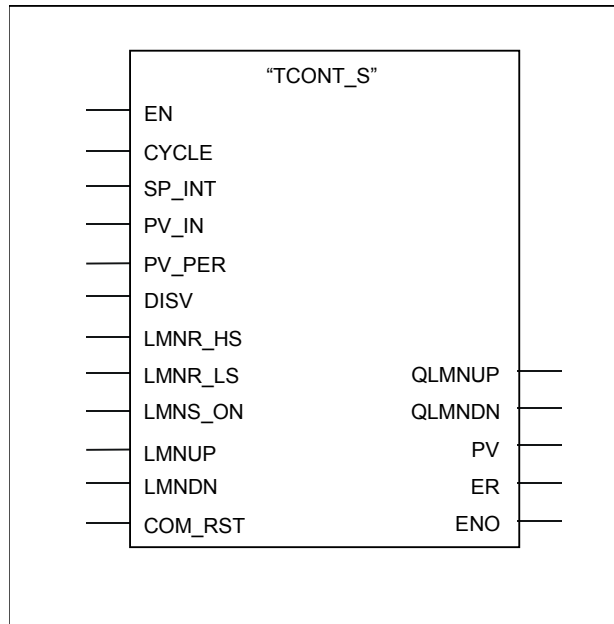 “TCONT_S”
EN
CYCLE
SP_INT
PV_IN
PV_PER
DISV
LMNR_HS
LMNR_LS QLMNUP
LMNS_ON QLMNDN
LMNUP PV
LMNDN ER
COM_RST ENO